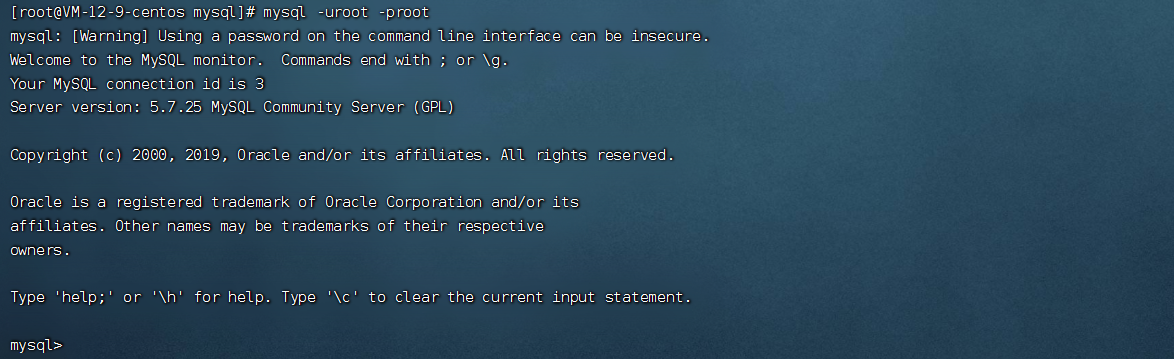 [root@VM-12-9-centos mysql]# mysql -uroot -proot
mysql: [Warning] Using a password on the command line interface can be insecure.
Welcome to the MySQL monitor.  Commands end with ; or \g.
Your MySQL connection id is 3
Server version: 5.7.25 MySQL Community Server (GPL)

Copyright (c) 2000, 2019, Oracle and/or its affiliates. All rights reserved.

Oracle is a registered trademark of Oracle Corporation and/or its
affiliates. Other names may be trademarks of their respective
owners.

Type 'help;' or '\h' for help. Type '\c' to clear the current input statement.

mysql>